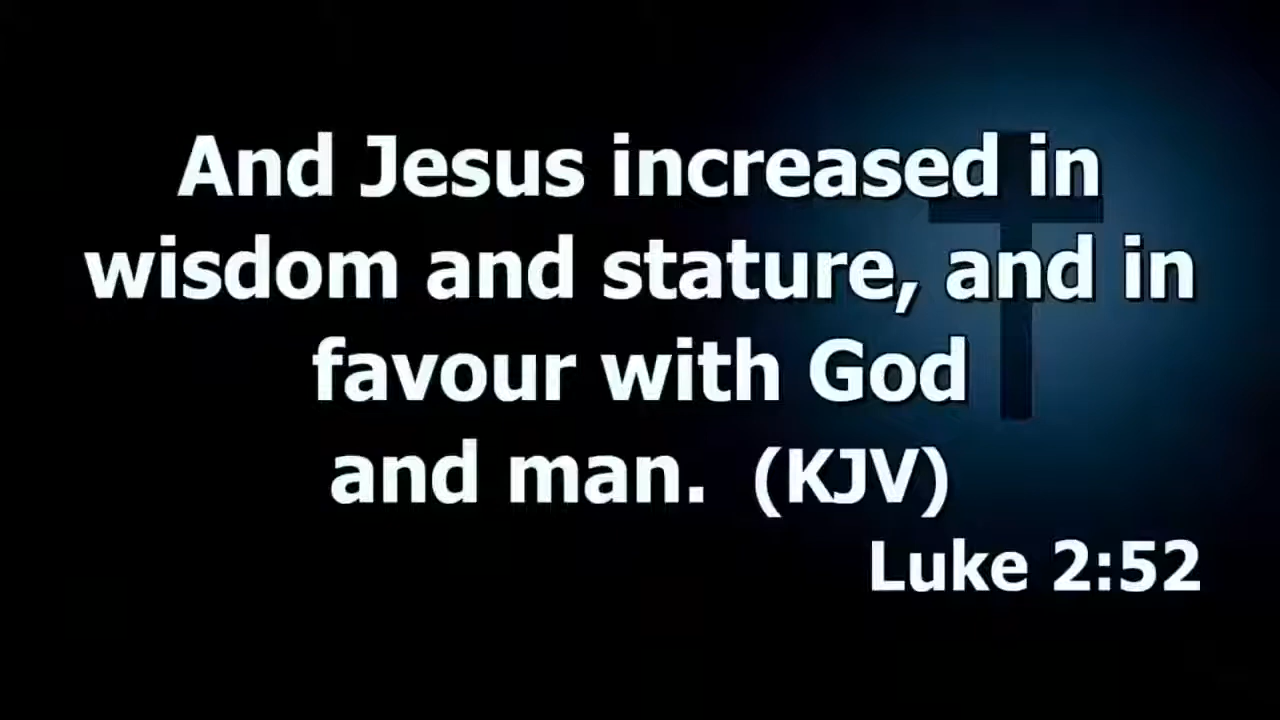 And Jesus increased in
wisdom and stature, and in
favour with God
and man.  (KJV)
Luke 2:52